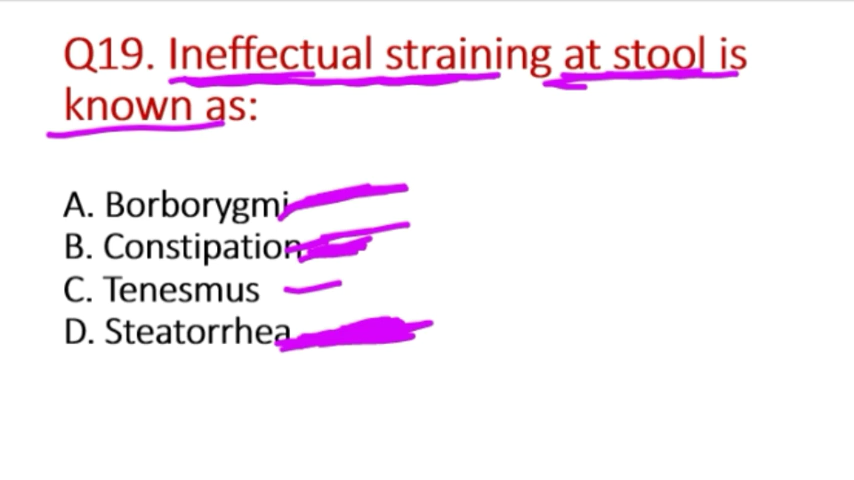 Q19. Ineffectual straining at stool is
known as:
A. Borborygmi
B. Constipation
C. Tenesmus
D. Steatorrhea